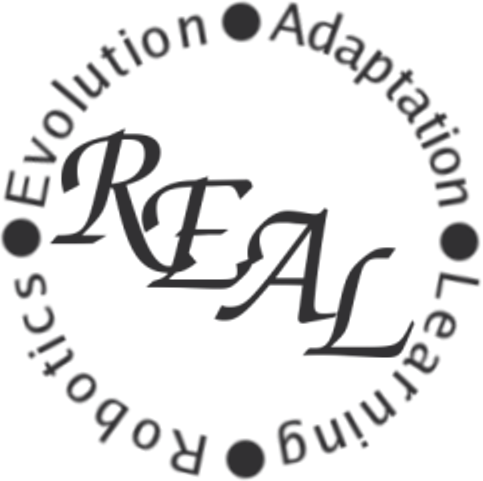 Robotics
Evolution
Adaptation
Learning
REAL